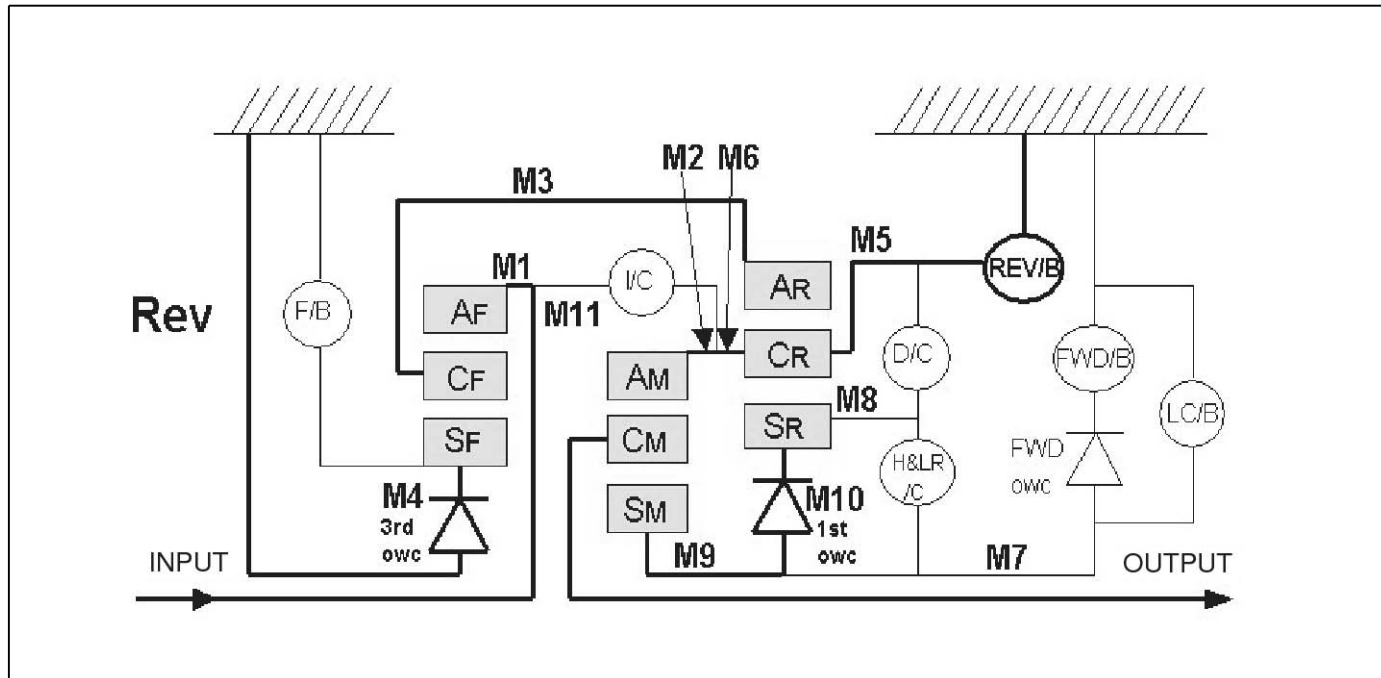 M2 M6
M3
M5
REV/B
M1
I/C
AR
Rev
F/B
AF
M11
D/C
FWD/B
CF
AM
CR
M8
LC/B
SF
CM
SR
H&LR
/C
FWD
owc
M4
3rd
owc
SM
M10
1st
owc
INPUT
M9
M7
OUTPUT